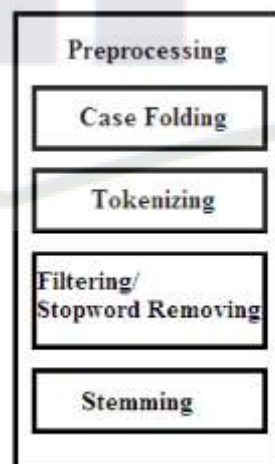 Preprocessing
Case Folding
Tokenizing
Filtering/
Stopword Removing
Stemming